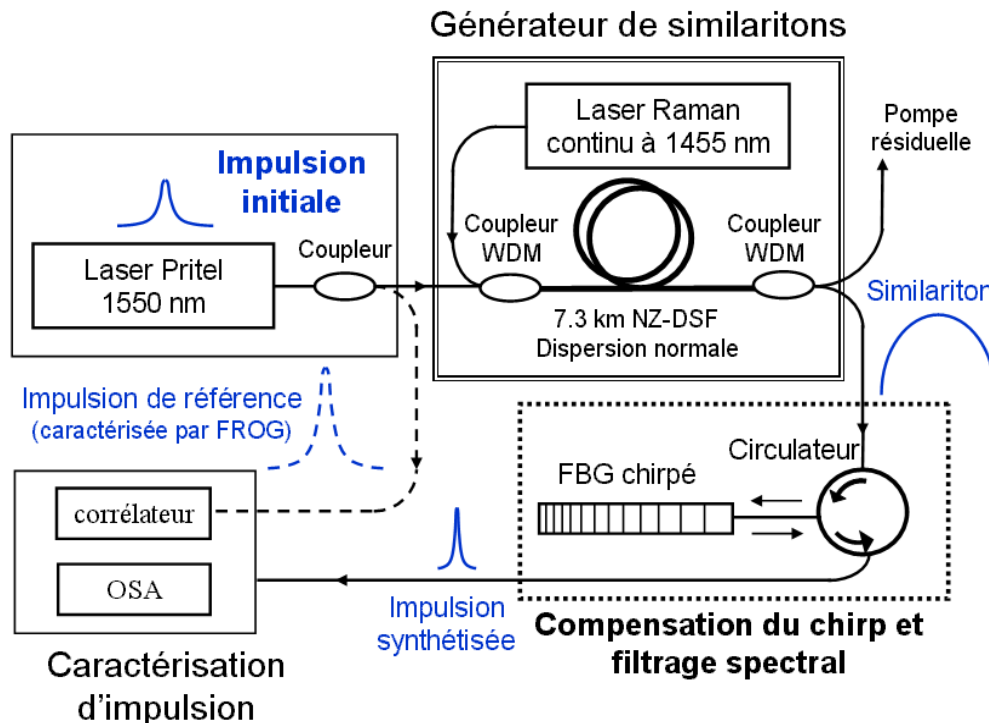 Générateur de similaritons
Laser Raman
continu à 1455 nm
Pompe
résiduelle
Impulsion
initiale
Coupleur
Laser Pritel
1550 nm
Coupleur
WDM
Coupleur
WDM
7.3 km NZ-DSF
Dispersion normale
Similariton
Impulsion de référence
(caractérisée par FROG)
Circulateur
FBG chirpé
corrélateur
OSA
Impulsion
synthétisée
Compensation du chirp et
filtrage spectral
Caractérisation
d'impulsion